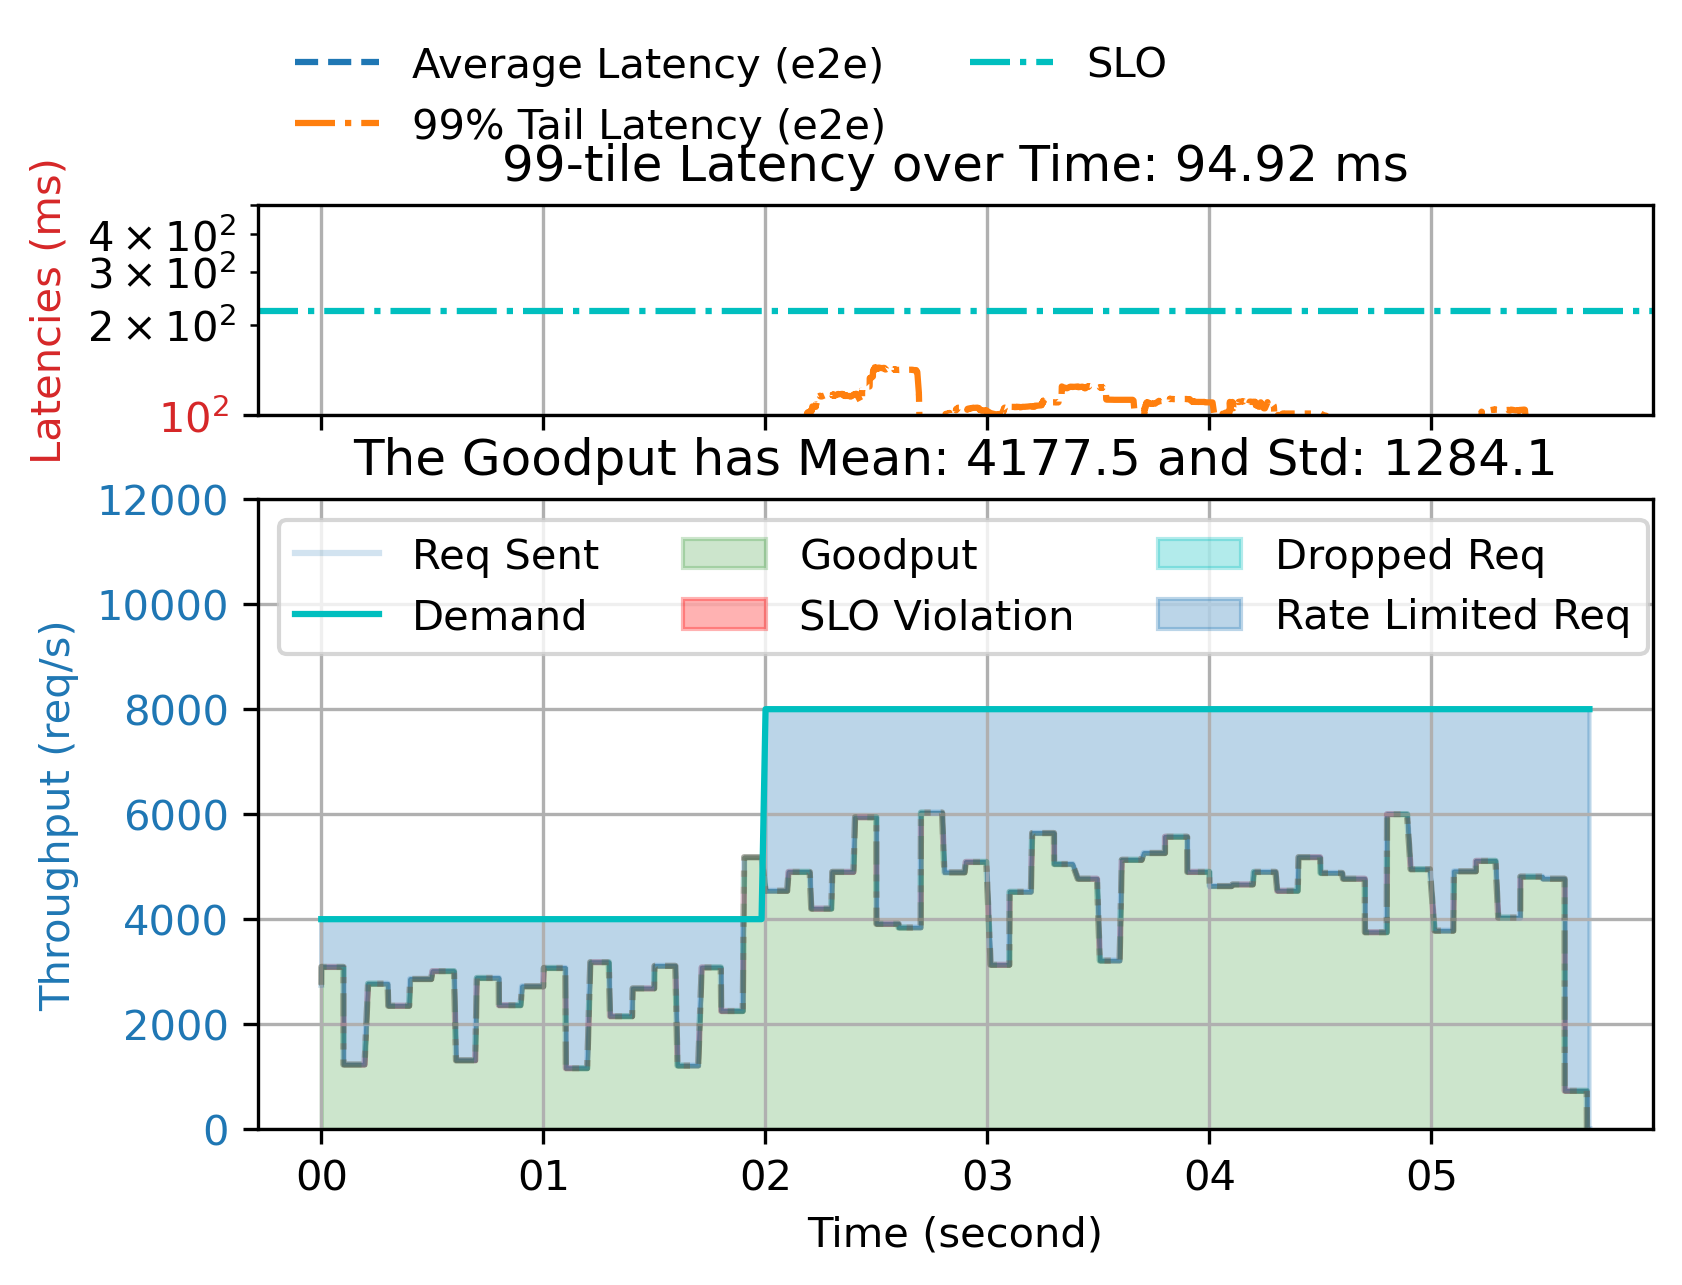 Average Latency (e2e)
99% Tail Latency (e2e)
SLO
99-tile Latency over Time: 94.92 ms
Latencies (ms)
4 × 10²
3 × 10²
2 × 10²
10²
The Goodput has Mean: 4177.5 and Std: 1284.1
Throughput (req/s)
12000
10000
8000
6000
4000
2000
0
Req Sent
Demand
Goodput
SLO Violation
Dropped Req
Rate Limited Req
00 01 02 03 04 05
Time (second)